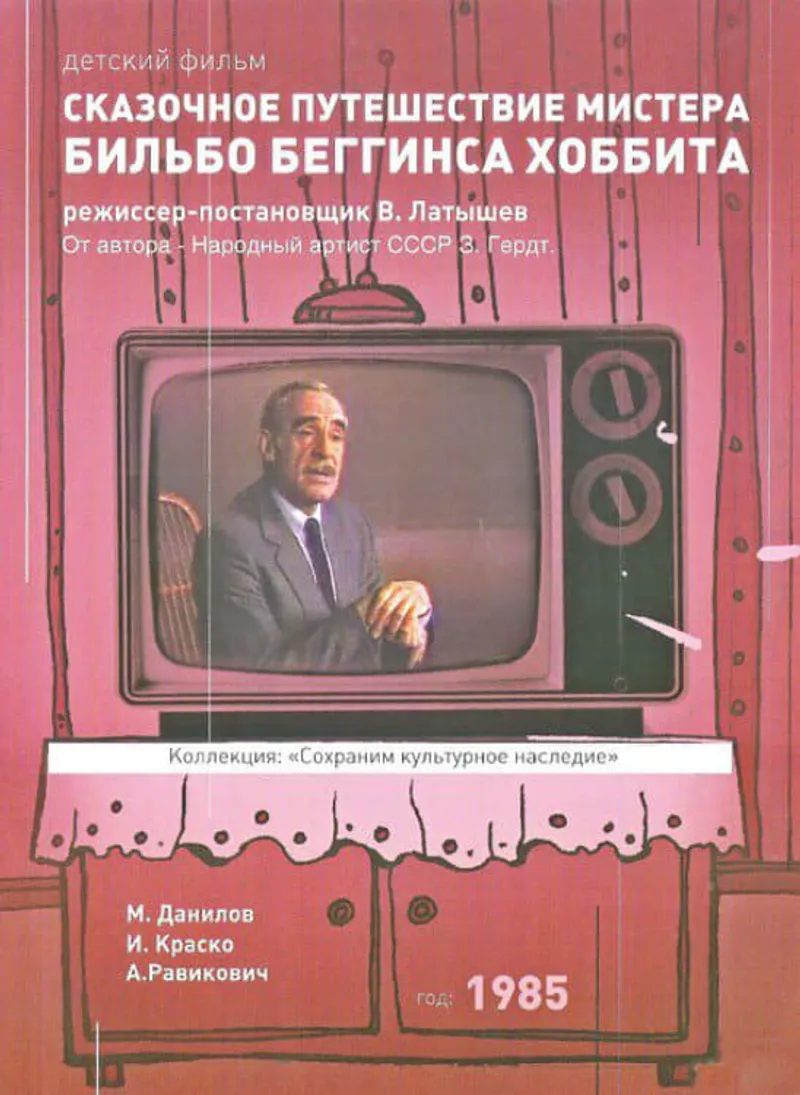 детский фильм
СКАЗОЧНОЕ ПУТЕШЕСТВИЕ МИСТЕРА
БИЛЬБО БЕГГИНСА ХОББИТА
режиссер-постановщик В. Латышев
От автора - Народный артист СССР З. Гердт.
Коллекция: «Сохраним культурное наследие»
М. Данилов
И. Краско
А.Равикович
год: 1985